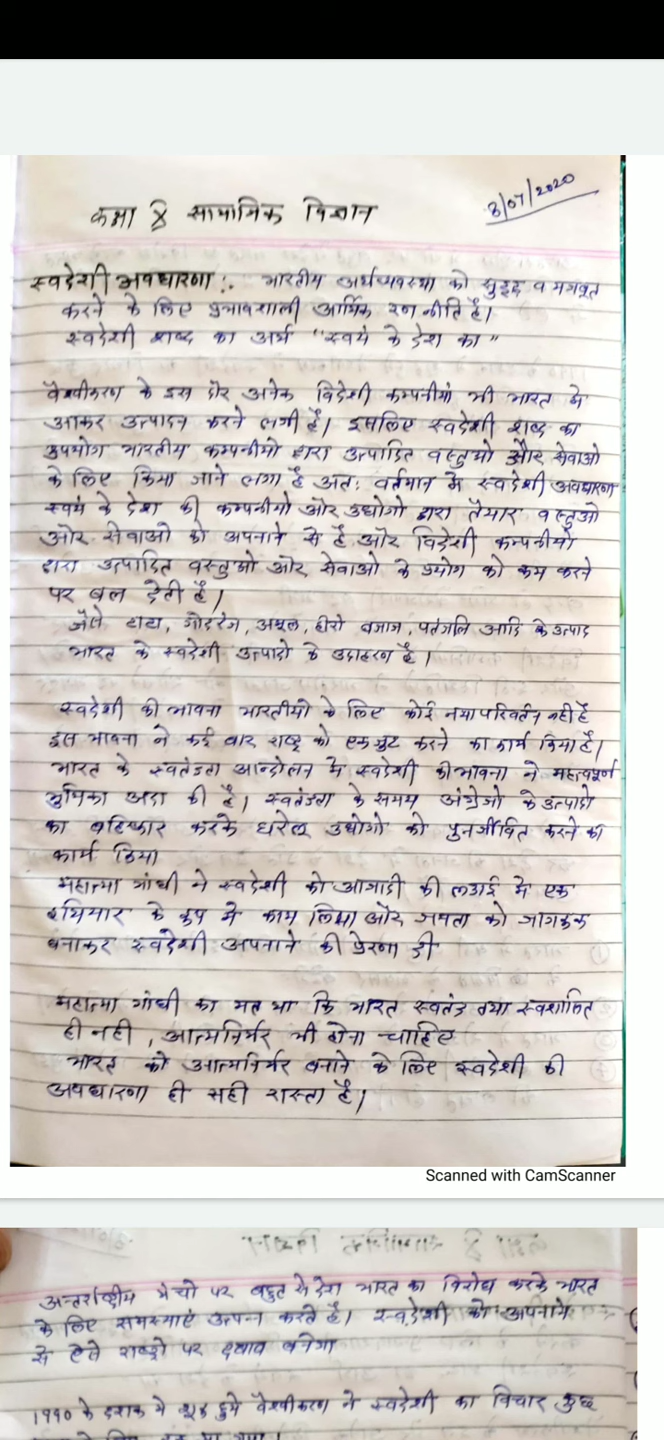 3/07/2020
कक्षा 8 सामाजिक विज्ञान
स्वदेशी अवधारणा :- भारतीय अर्थव्यवस्था को सुदृढ व मजबूत
करने के लिए प्रभावशाली आर्थिक रणनीति है।
स्वदेशी शब्द का अर्थ "स्वयं के देश का"
वैश्वीकरण के इस दौर अनेक विदेशी कम्पनीयां भी भारत में
आकर उत्पादन करने लगी है। इसलिए स्वदेशी शब्द का
उपयोग भारतीय कम्पनीयो द्वारा उत्पादित वस्तुओ और सेवाओ
के लिए किया जाने लगा है अतः वर्तमान मे स्वदेशी अवधारणा
स्वयं के देश की कम्पनीयो और उद्योगो द्वारा तैयार वस्तुओ
और सेवाओ को अपनाने से है और विदेशी कम्पनीयो
द्वारा उत्पादित वस्तुओ और सेवाओ के उपयोग को कम करने
पर बल देती है।
जैसे टाटा, गोदरेज, अमूल, हीरो बजाज, पतंजलि आदि के उत्पाद
भारत के स्वदेशी उत्पादो के उदाहरण है।
स्वदेशी की भावना भारतीयो के लिए कोई नया परिवर्तन नही है
इस भावना ने कई बार राष्ट्र को एकजुट करने का कार्य किया है।
भारत के स्वतंत्रता आन्दोलन मे स्वदेशी की भावना ने महत्वपूर्ण
भुमिका अदा की है। स्वतंत्रता के समय अंग्रेजो के उत्पादो
का बहिष्कार करके घरेलू उद्योगो को पुनर्जीवित करने का
कार्य किया
महात्मा गांधी ने स्वदेशी को आजादी की लडाई मे एक
हथियार के रूप मे काम लिया और जनता को जागरूक
बनाकर स्वदेशी अपनाने की प्रेरणा दी
महात्मा गांधी का मत था कि भारत स्वतंत्र तथा स्वशासित
ही नही, आत्मनिर्भर भी होना चाहिए
भारत को आत्मनिर्भर बनाने के लिए स्वदेशी की
अवधारणा ही सही रास्ता है।
Scanned with CamScanner
अन्तर्राष्ट्रीय मंचो पर बहुत से देश भारत का विरोध करके भारत
के लिए समस्याएं उत्पन करते है। स्वदेशी को अपनाने
से ऐसे राष्ट्रो पर दबाव बनेगा
1990 के दशक मे शुरू हुये वैश्वीकरण ने स्वदेशी का विचार कुछ